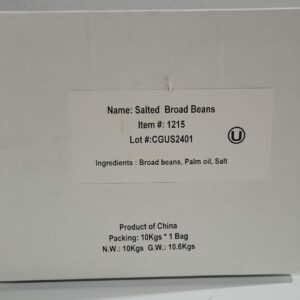 Name: Salted Broad Beans
Item #: 1215
Lot #:CGUS2401
U
Ingredients : Broad beans, Palm oil, Salt
Product of China
Packing: 10Kgs * 1 Bag
N.W.: 10Kgs G.W.: 10.6Kgs